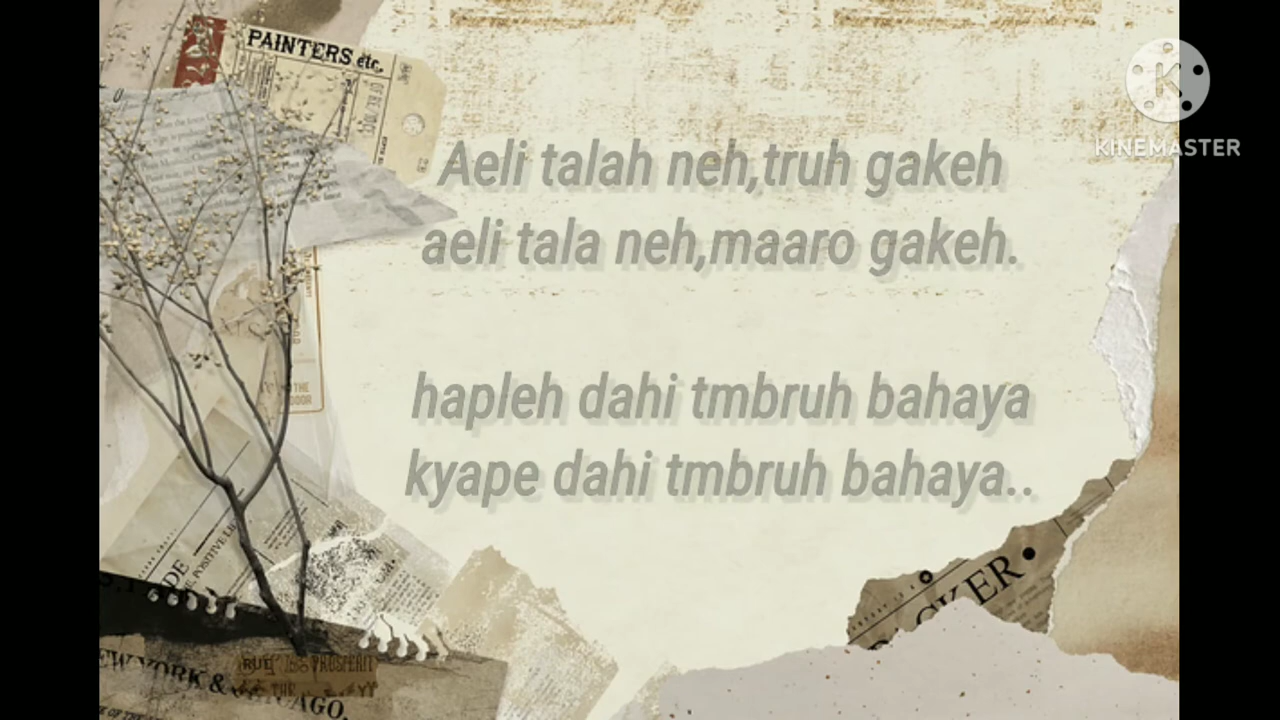 PAINTERS etc.
KINEMASTER
Aeli talah neh,truh gakeh
aeli tala neh,maaro gakeh.
hapleh dahi tmbruh bahaya
kyape dahi tmbruh bahaya..